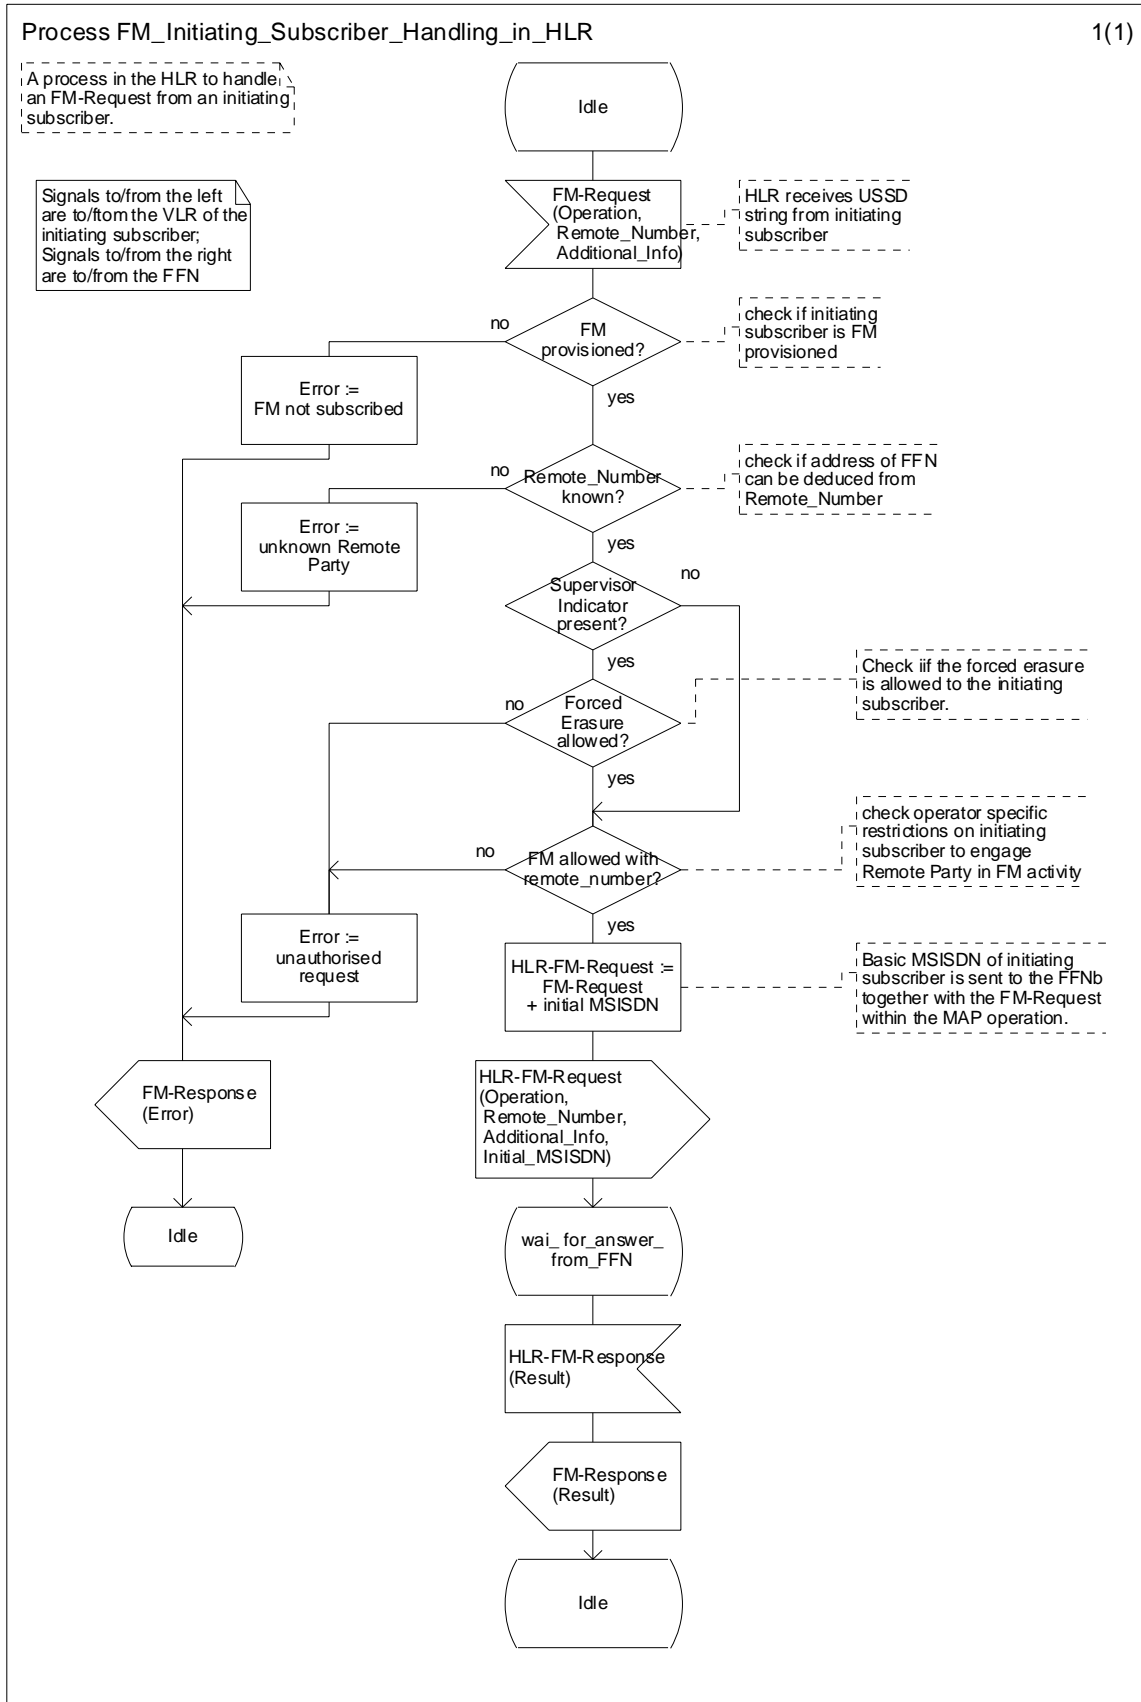 Process FM_Initiating_Subscriber_Handling_in_HLR
1(1)
A process in the HLR to handle
an FM-Request from an initiating
subscriber.
Idle
Signals to/from the left
are to/ftom the VLR of the
initiating subscriber;
Signals to/from the right
are to/from the FFN
FM-Request
(Operation,
Remote_Number,
Additional_Info)
HLR receives USSD
string from initiating
subscriber
no
FM
provisioned?
check if initiating
subscriber is FM
provisioned
Error :=
FM not subscribed
yes
no
Remote_Number
known?
check if address of FFN
can be deduced from
Remote_Number
Error :=
unknown Remote
Party
yes
Supervisor
Indicator
present?
no
yes
no
Forced
Erasure
allowed?
Check iif the forced erasure
is allowed to the initiating
subscriber.
yes
no
FM allowed with
remote_number?
check operator specific
restrictions on initiating
subscriber to engage
Remote Party in FM activity
yes
Error :=
unauthorised
request
HLR-FM-Request :=
FM-Request
+ initial MSISDN
Basic MSISDN of initiating
subscriber is sent to the FFNb
together with the FM-Request
within the MAP operation.
FM-Response
(Error)
HLR-FM-Request
(Operation,
Remote_Number,
Additional_Info,
Initial_MSISDN)
Idle
wai_ for_answer_
from_FFN
HLR-FM-Response
(Result)
FM-Response
(Result)
Idle